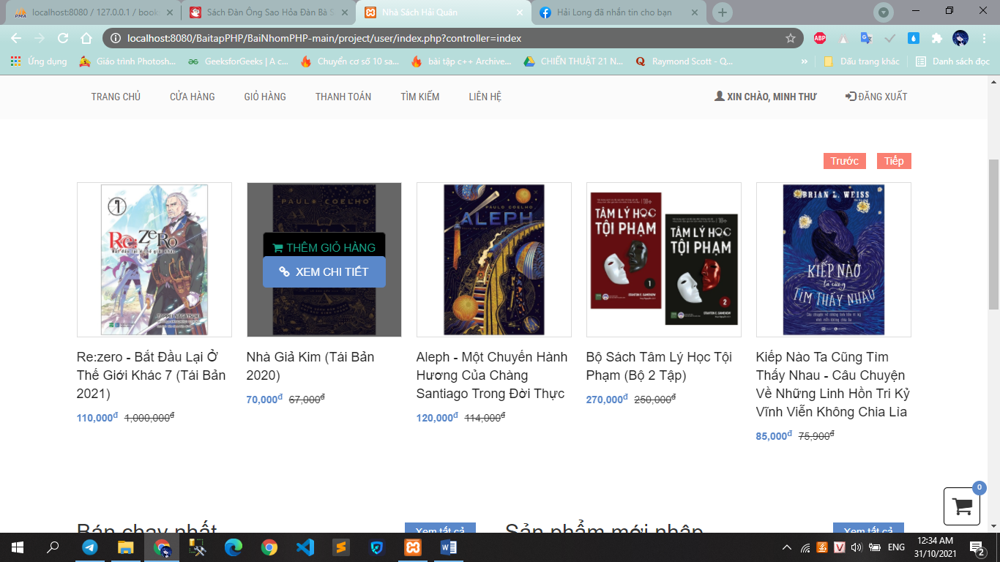 localhost:8080 / 127.0.0.1 / book
Sách Đàn Ông Sao Hỏa Đàn Bà S
Nhà Sách Hải Quân
Hải Long đã nhắn tin cho bạn
localhost:8080/BaitapPHP/BaiNhomPHP-main/project/user/index.php?controller=index
Ứng dụng
Giáo trình Photosh...
GeeksforGeeks | A c...
Chuyển cơ số 10 sa...
bài tập c++ Archive...
CHIẾN THUẬT 21 N...
Raymond Scott - Q...
»
Dấu trang khác
Danh sách đọc
TRANG CHỦ
CỬA HÀNG
GIỎ HÀNG
THANH TOÁN
TÌM KIẾM
LIÊN HỆ
XIN CHÀO, MINH THƯ
ĐĂNG XUẤT
Trước
Tiếp
7
Re:ZeRo
Bắt đầu lại ở thế giới khác
PAULO COELHO
THÊM GIỎ HÀNG
XEM CHI TIẾT
PAULO COELHO
ALEPH
TÂM LÝ HỌC
TỘI PHẠM
1
TÂM LÝ HỌC
TỘI PHẠM
2
BRIAN L. WEISS
KIẾP NÀO
ta cũng
TÌM THẤY NHAU
Re:zero - Bắt Đầu Lại Ở
Thế Giới Khác 7 (Tái Bản
2021)
110,000đ 1,000,000đ
Nhà Giả Kim (Tái Bản
2020)
70,000đ 67,000đ
Aleph - Một Chuyến Hành
Hương Của Chàng
Santiago Trong Đời Thực
120,000đ 114,000đ
Bộ Sách Tâm Lý Học Tội
Phạm (Bộ 2 Tập)
270,000đ 250,000đ
Kiếp Nào Ta Cũng Tìm
Thấy Nhau - Câu Chuyện
Về Những Linh Hồn Tri Kỷ
Vĩnh Viễn Không Chia Lìa
85,000đ 75,900đ
0
Bán chạy nhất
Xem tất cả
Sản phẩm mới nhập
Xem tất cả
ENG
12:34 AM
31/10/2021
2